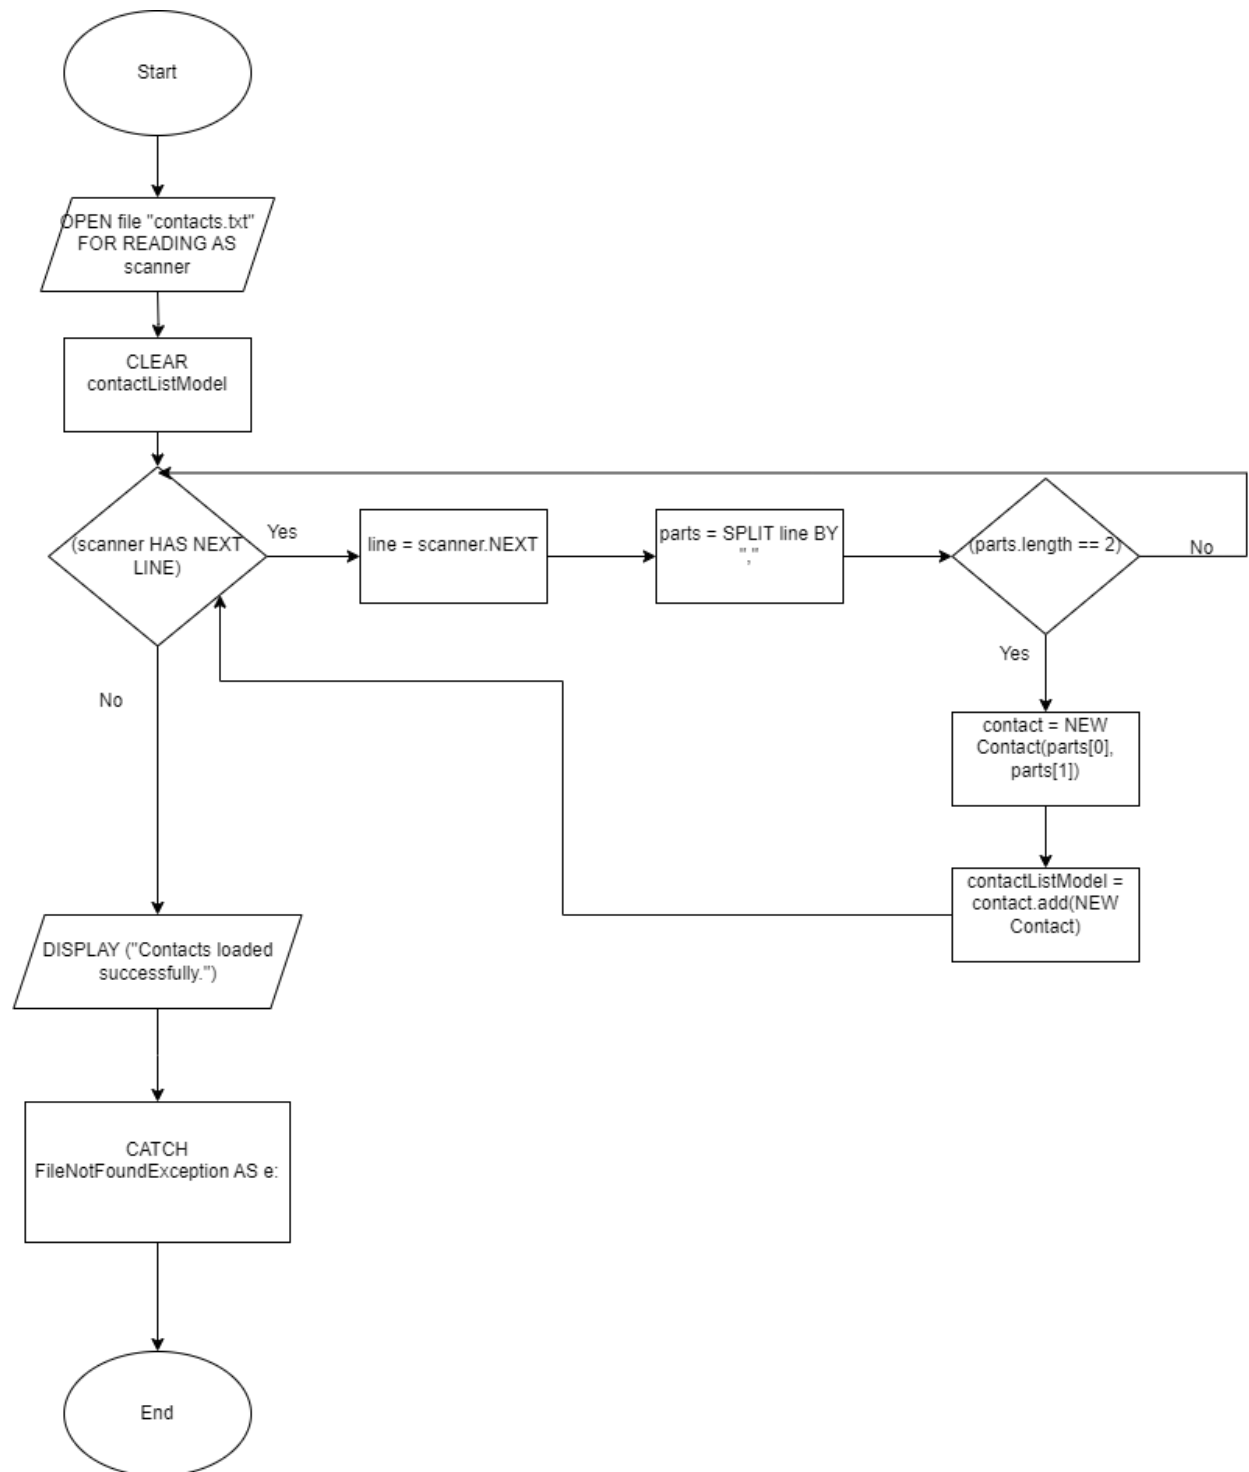 Start
OPEN file "contacts.txt"
FOR READING AS
scanner
CLEAR
contactListModel
(scanner HAS NEXT
LINE)
Yes
line = scanner.NEXT
parts = SPLIT line BY
","
(parts.length == 2)
No
Yes
contact = NEW
Contact(parts[0],
parts[1])
contactListModel =
contact.add(NEW
Contact)
No
DISPLAY ("Contacts loaded
successfully.")
CATCH
FileNotFoundException AS e:
End